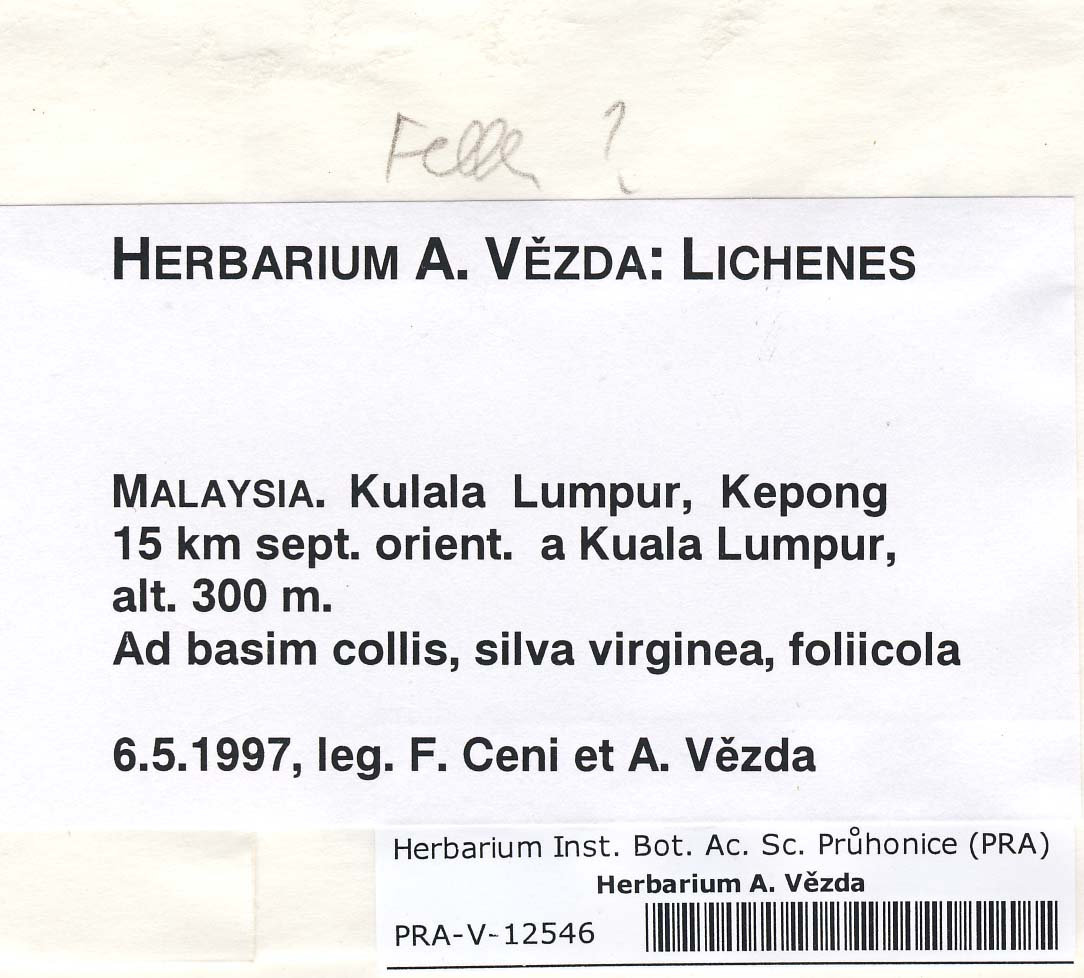 ?
HERBARIUM A. VĚZDA: LICHENES
MALAYSIA. Kulala Lumpur, Kepong
15 km sept. orient. a Kuala Lumpur,
alt. 300 m.
Ad basim collis, silva virginea, foliicola
6.5.1997, leg. F. Ceni et A. Vězda
Herbarium Inst. Bot. Ac. Sc. Průhonice (PRA)
Herbarium A. Vězda
PRA-V-12546